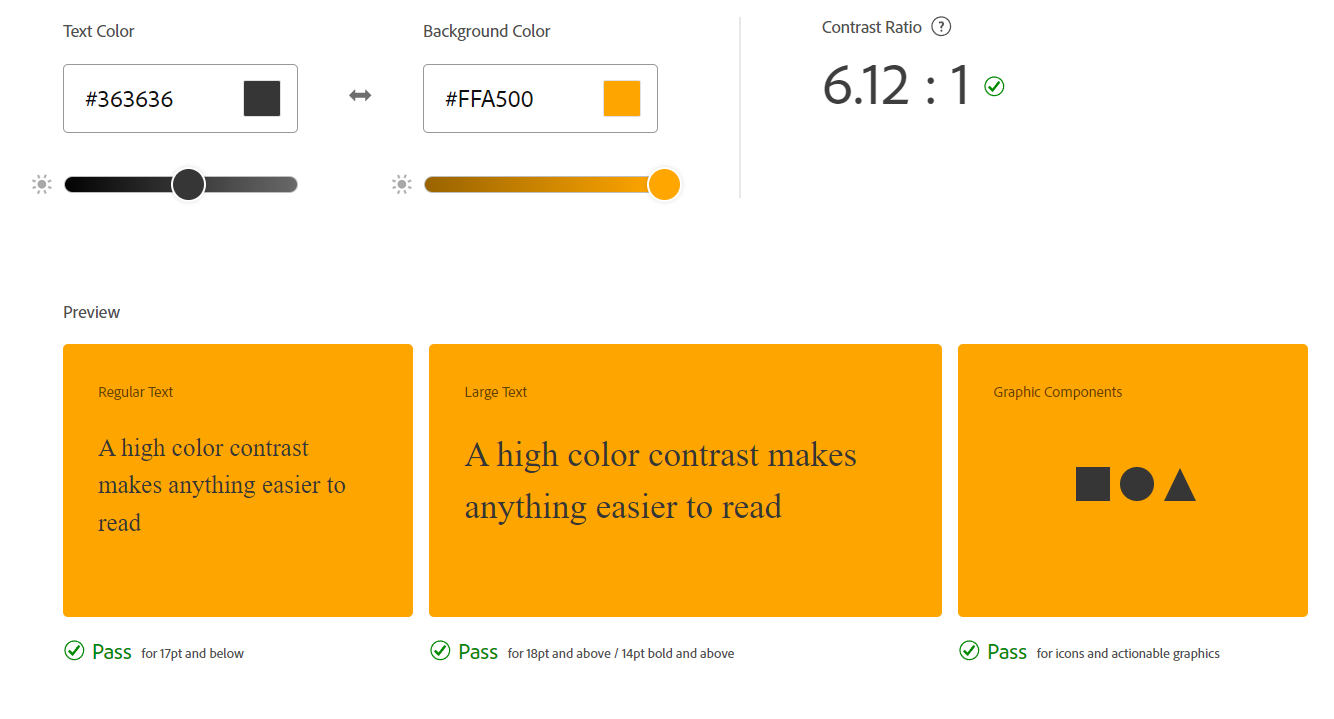 Text Color
Background Color
Contrast Ratio ?
#363636
#FFA500
6.12 : 1
Preview
Regular Text
A high color contrast
makes anything easier to
read
Large Text
A high color contrast makes
anything easier to read
Graphic Components
Pass for 17pt and below
Pass for 18pt and above / 14pt bold and above
Pass for icons and actionable graphics